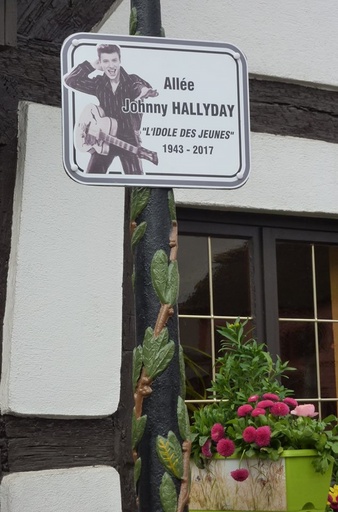 Allée
Johnny HALLYDAY
"L'IDOLE DES JEUNES"
1943 - 2017